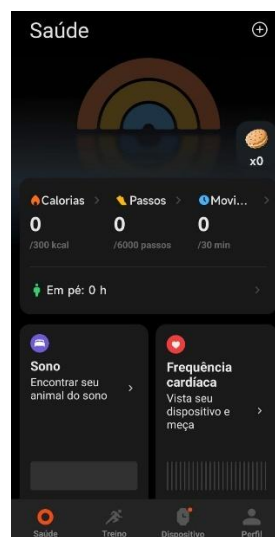 Saúde
x0
Calorias
Passos
Movi...
0
0
0
/300 kcal
/6000 passos
/30 min
Em pé: 0 h
Sono
Encontrar seu
animal do sono
Frequência
cardíaca
Vista seu
dispositivo e
meça
Saúde
Treino
Dispositivo
Perfil